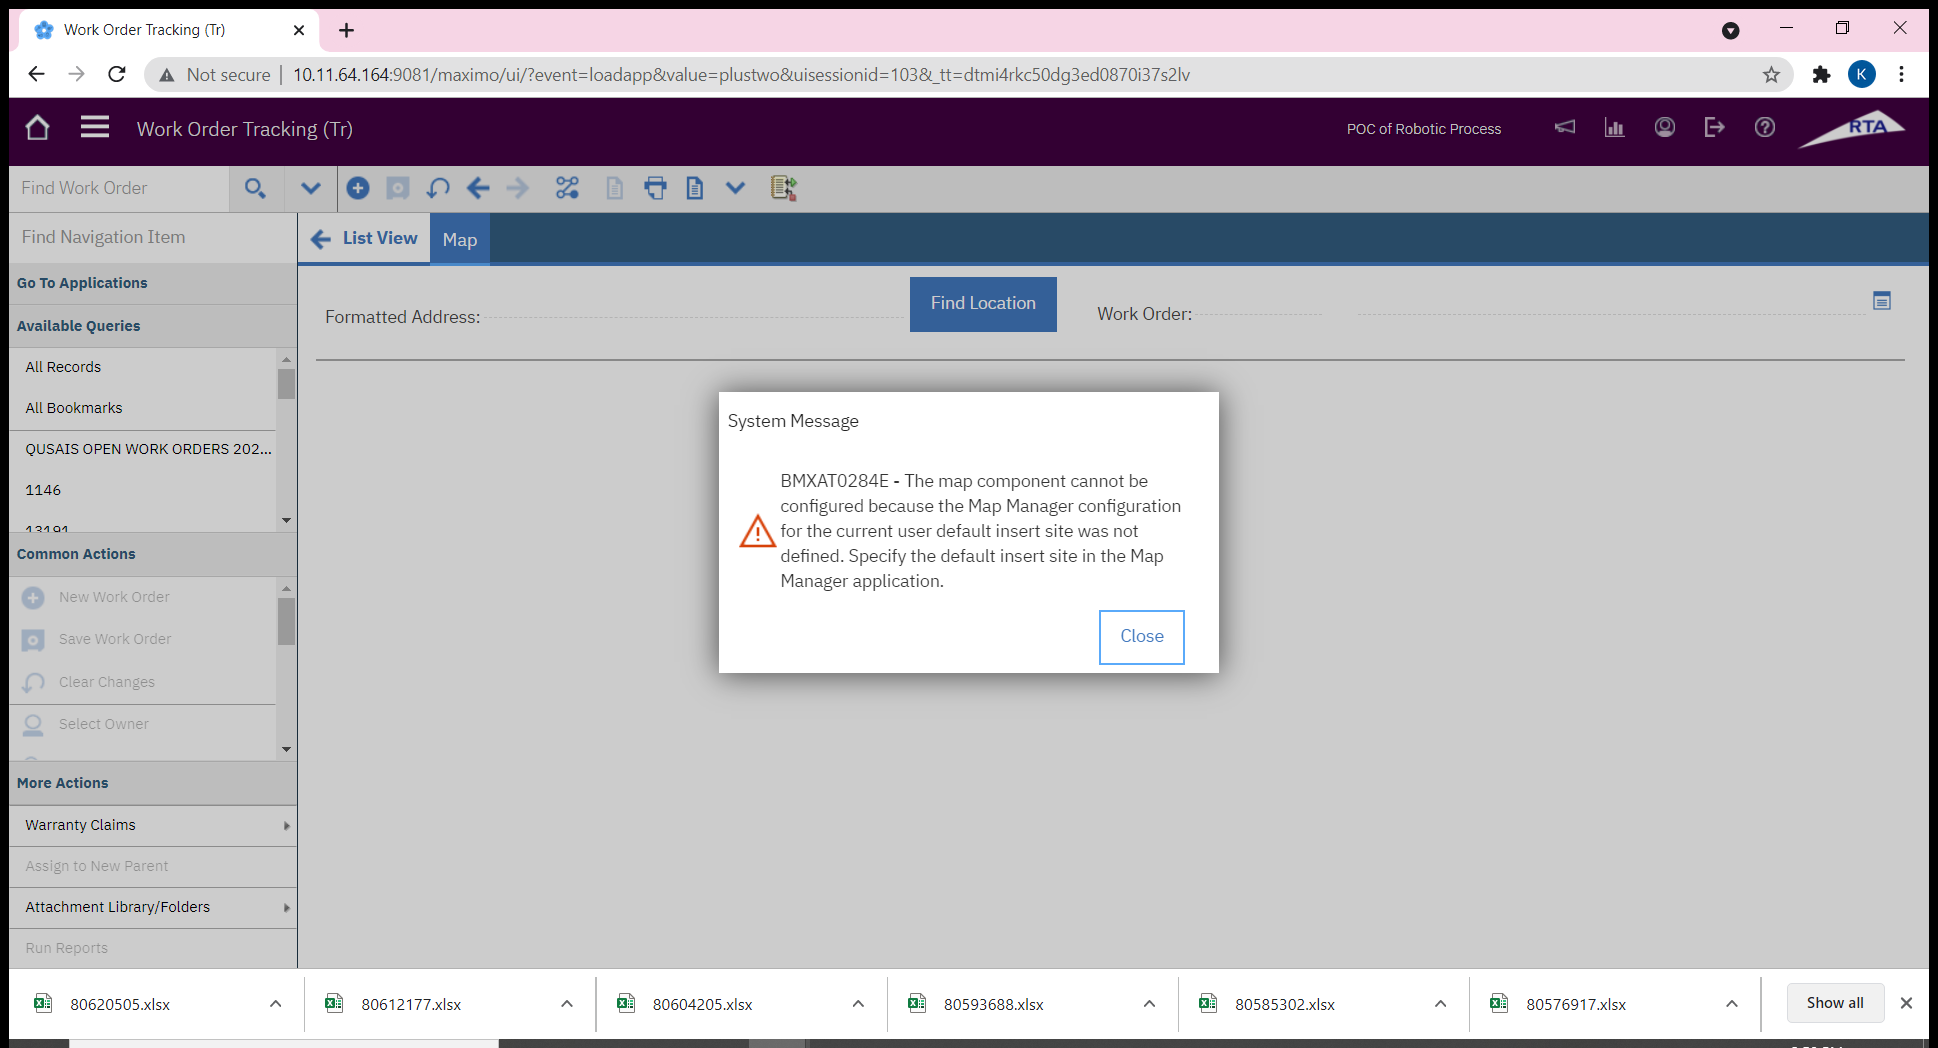 Work Order Tracking (Tr)
Not secure | 10.11.64.164:9081/maximo/ui/?event=loadapp&value=plustwo&uisessionid=103&_tt=dtmi4rkc50dg3ed0870i37s2lv
K
Work Order Tracking (Tr)
POC of Robotic Process
RTA
Find Work Order
Find Navigation Item
List View
Map
Go To Applications
Available Queries
All Records
All Bookmarks
QUSAIS OPEN WORK ORDERS 202...
1146
13191
Common Actions
New Work Order
Save Work Order
Clear Changes
Select Owner
More Actions
Warranty Claims
Assign to New Parent
Attachment Library/Folders
Run Reports
Formatted Address:
Find Location
Work Order:
System Message
BMXAT0284E - The map component cannot be
configured because the Map Manager configuration
for the current user default insert site was not
defined. Specify the default insert site in the Map
Manager application.
Close
80620505.xlsx
80612177.xlsx
80604205.xlsx
80593688.xlsx
80585302.xlsx
80576917.xlsx
Show all